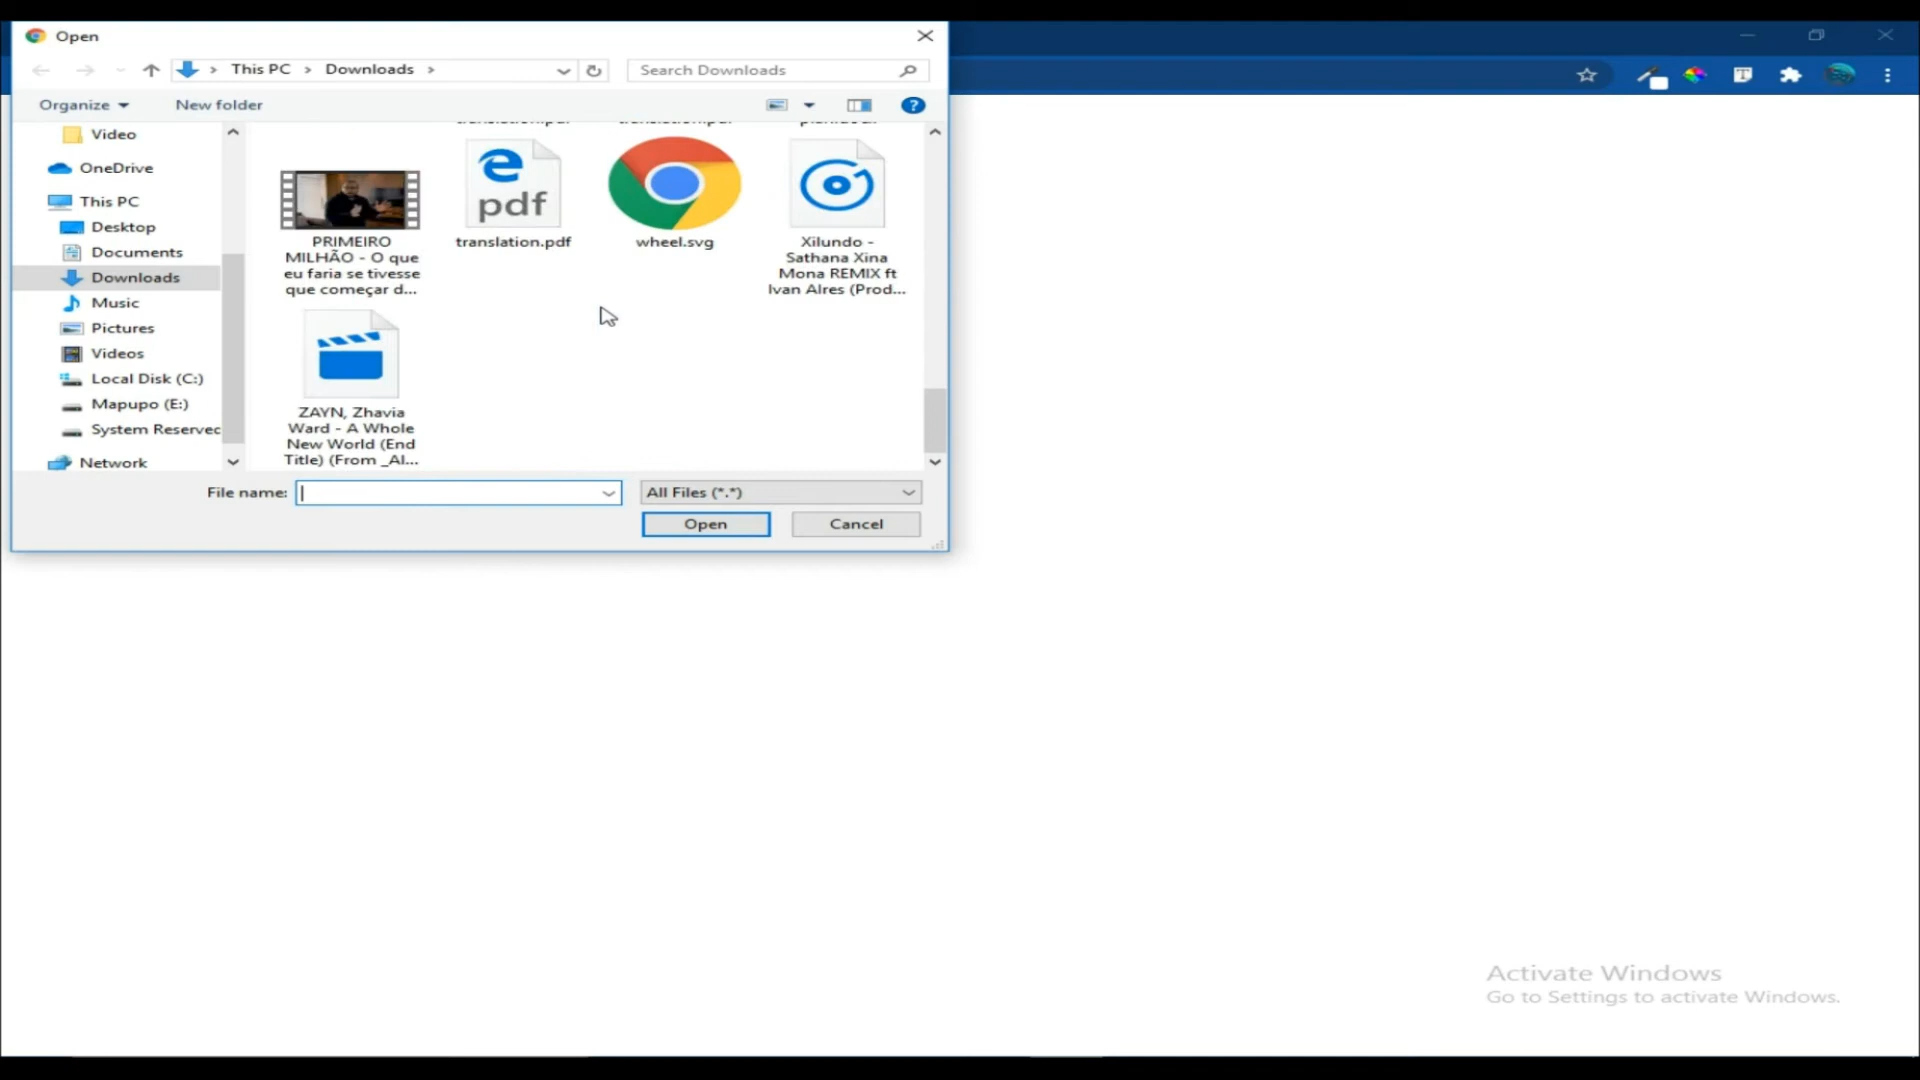 Open
This PC > Downloads >
Search Downloads
Organize
New folder
Video
OneDrive
This PC
Desktop
Documents
Downloads
Music
Pictures
Videos
Local Disk (C:)
Mapupo (E:)
System Reserved
Network
pdf
PRIMEIRO
MILHÃO - O que
eu faria se tivesse
que começar d...
translation.pdf
wheel.svg
Xilundo -
Sathana Xina
Mona REMIX ft
Ivan Alres (Prod...
ZAYN, Zhavia
Ward - A Whole
New World (End
Title) (From _Al...
File name:
All Files (*.*)
Open
Cancel
Activate Windows
Go to Settings to activate Windows.